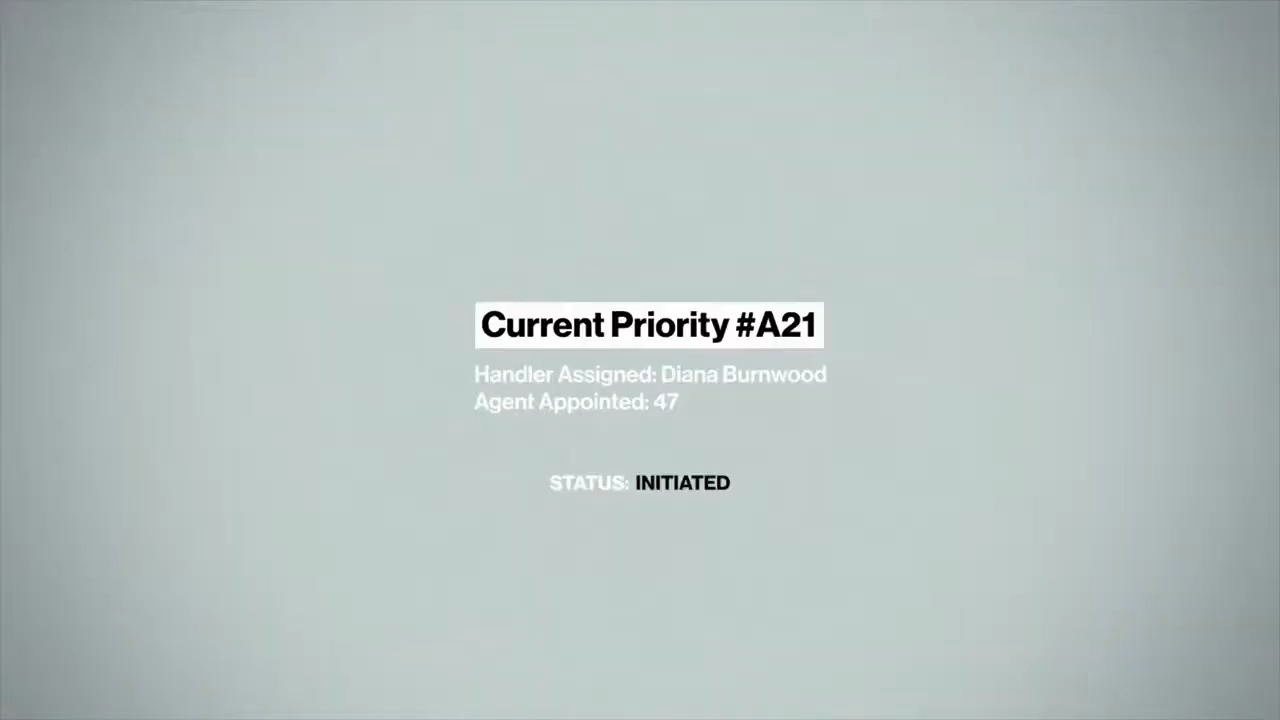 Current Priority #A21
Handler Assigned: Diana Burnwood
Agent Appointed: 47
STATUS: INITIATED